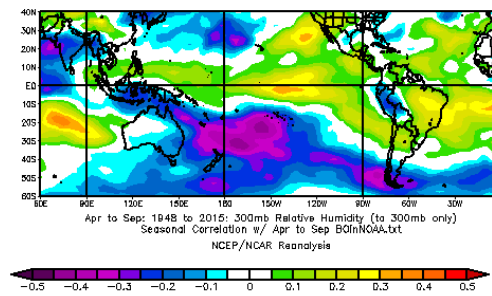 40N
30N
20N
10N
EQ
10S
20S
30S
40S
50S
60S
60E 90E 120E 150E 180 150W 120W 90W 60W 30W 0
Apr to Sep: 1948 to 2015: 300mb Relative Humidity (to 300mb only)
Seasonal Correlation w/ Apr to Sep BOInNOAA.txt
NCEP/NCAR Reanalysis
-0.5 -0.4 -0.3 -0.2 -0.1 0 0.1 0.2 0.3 0.4 0.5